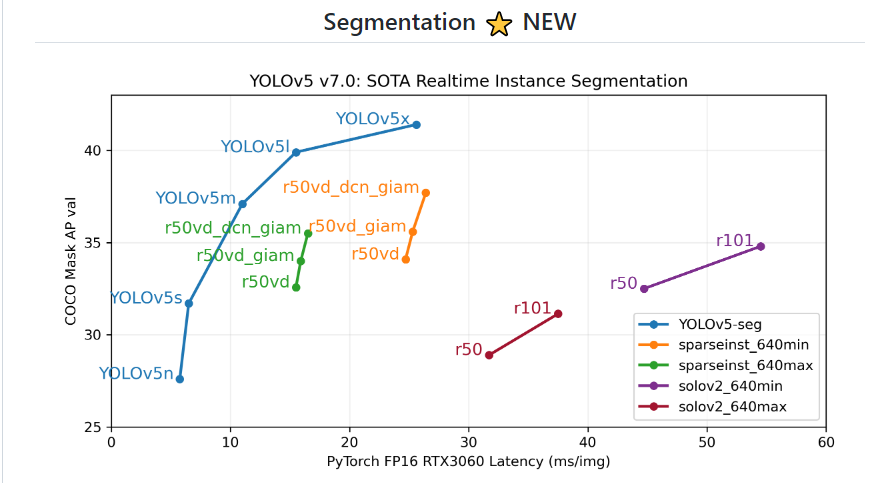 Segmentation ⭐ NEW
YOLOv5 v7.0: SOTA Realtime Instance Segmentation
COCO Mask AP val
40
35
30
25
YOLOv5x
YOLOv5l
YOLOv5m
YOLOv5s
YOLOv5n
r50vd_dcn_giam
r50vd_giam
r50vd
r50vd_dcn_giam
r50vd_giam
r50vd
r101
r50
r101
r50
YOLOv5-seg
sparseinst_640min
sparseinst_640max
solov2_640min
solov2_640max
0 10 20 30 40 50 60
PyTorch FP16 RTX3060 Latency (ms/img)